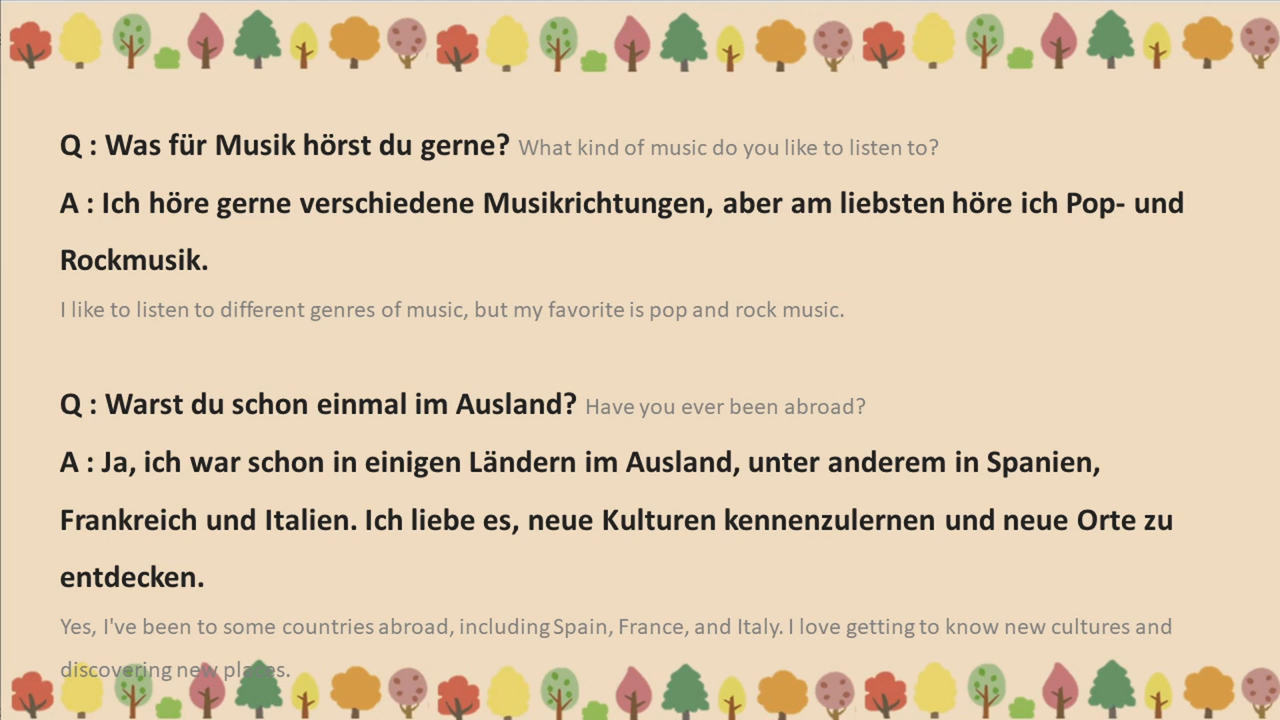 Q : Was für Musik hörst du gerne? What kind of music do you like to listen to?
A : Ich höre gerne verschiedene Musikrichtungen, aber am liebsten höre ich Pop- und
Rockmusik.
I like to listen to different genres of music, but my favorite is pop and rock music.
Q : Warst du schon einmal im Ausland? Have you ever been abroad?
A : Ja, ich war schon in einigen Ländern im Ausland, unter anderem in Spanien,
Frankreich und Italien. Ich liebe es, neue Kulturen kennenzulernen und neue Orte zu
entdecken.
Yes, I've been to some countries abroad, including Spain, France, and Italy. I love getting to know new cultures and
discovering new places.